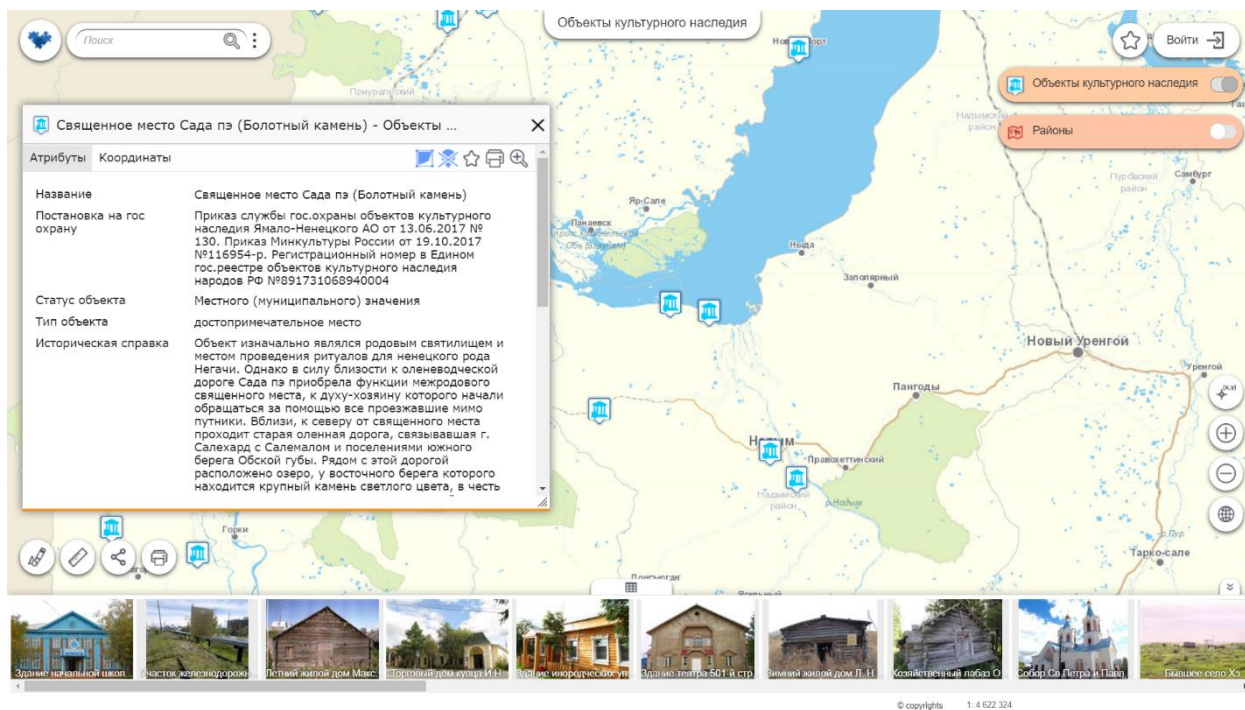 Объекты культурного наследия
Поиск
Войти
Объекты культурного наследия
Районы
Священное место Сада пэ (Болотный камень) - Объекты ...
Атрибуты Координаты
Название Священное место Сада пэ (Болотный камень)
Постановка на гос охрану
Приказ службы гос.охраны объектов культурного
наследия Ямало-Ненецкого АО от 13.06.2017 №
130. Приказ Минкультуры России от 19.10.2017
№116954-р. Регистрационный номер в Едином
гос.реестре объектов культурного наследия
народов РФ №891731068940004
Статус объекта Местного (муниципального) значения
Тип объекта достопримечательное место
Историческая справка Объект изначально являлся родовым святилищем и
местом проведения ритуалов для ненецкого рода
Негачи. Однако в силу близости к оленеводческой
дороге Сада пэ приобрела функции межродового
священного места, к духу-хозяину которого начали
обращаться за помощью все проезжавшие мимо
путники. Вблизи, к северу от священного места
проходит старая оленная дорога, связывавшая г.
Салехард с Салемалом и поселениями южного
берега Обской губы. Рядом с этой дорогой
расположено озеро, у восточного берега которого
находится крупный камень светлого цвета, в честь
Приуральский
Надымский
район
Пуровский
район
Самбург
Яр-Сале
Панаевск
Ныда
Заполярный
Новый Уренгой
Уренгой
Пангоды
(x,y)
Правохеттинский
Надымский
район
р.Надым
Горки
р.Пур
Тарко-сале
Здание начальной школ
Участок железнодорожн
Летний жилой дом Макс
Торговый дом купца И.Н
Здание инородческих уп
Здание театра 501-й стр
Зимний жилой дом Л. Н
Хозяйственный лабаз О
Собор Св.Петра и Павл
Бывшее село Хэ
© copyrights 1: 4 622 324